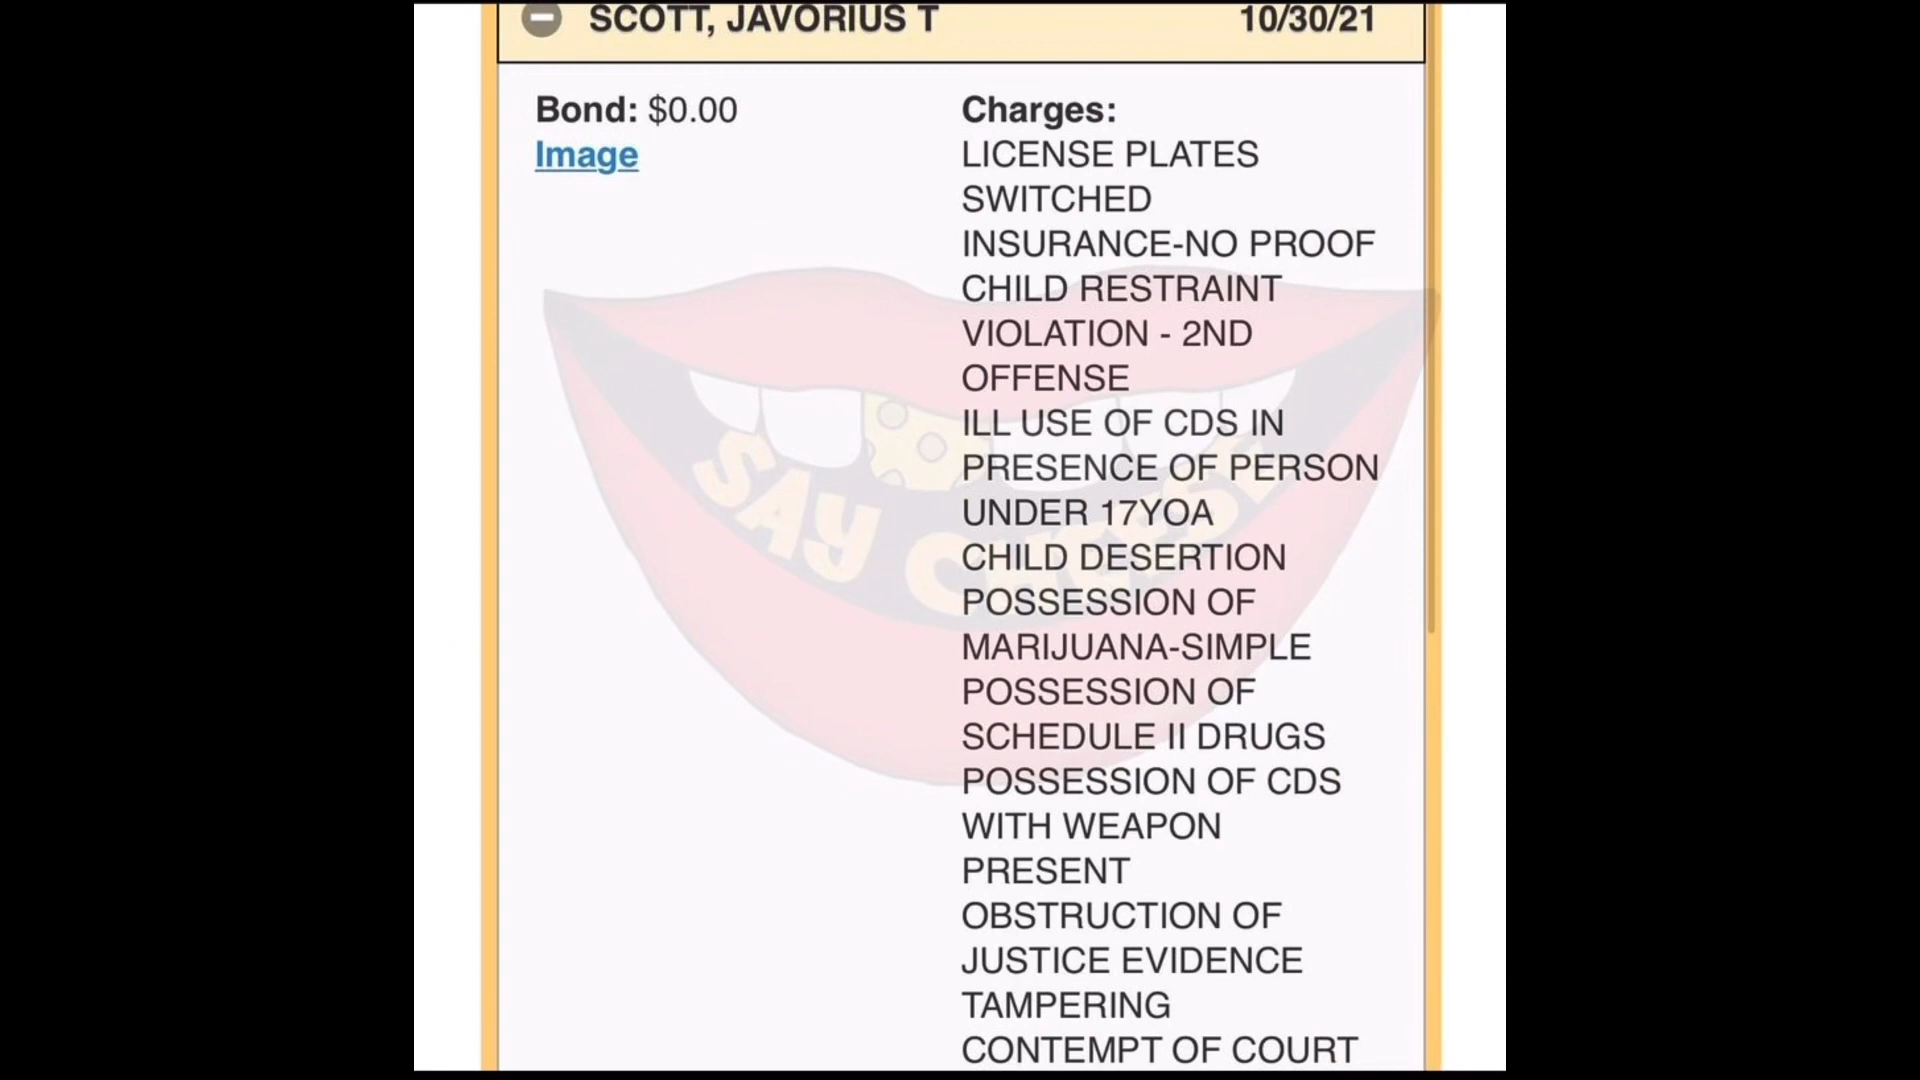 SCOTT, JAVORIUS T 10/30/21
Bond: $0.00
Image
Charges:
LICENSE PLATES
SWITCHED
INSURANCE-NO PROOF
CHILD RESTRAINT
VIOLATION - 2ND
OFFENSE
ILL USE OF CDS IN
PRESENCE OF PERSON
UNDER 17YOA
CHILD DESERTION
POSSESSION OF
MARIJUANA-SIMPLE
POSSESSION OF
SCHEDULE II DRUGS
POSSESSION OF CDS
WITH WEAPON
PRESENT
OBSTRUCTION OF
JUSTICE EVIDENCE
TAMPERING
CONTEMPT OF COURT
SAY CHEESE